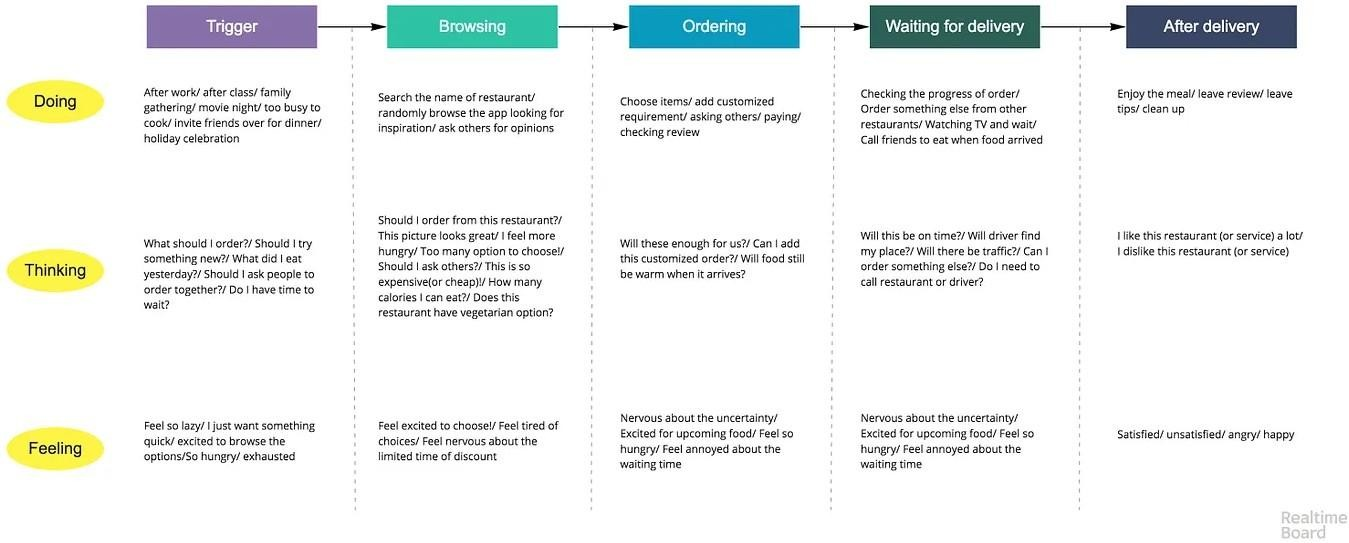 Trigger
Browsing
Ordering
Waiting for delivery
After delivery
Doing
After work/ after class/ family
gathering/ movie night/ too busy to
cook/ invite friends over for dinner/
holiday celebration
Search the name of restaurant/
randomly browse the app looking for
inspiration/ ask others for opinions
Choose items/ add customized
requirement/ asking others/ paying/
checking review
Checking the progress of order/
Order something else from other
restaurants/ Watching TV and wait/
Call friends to eat when food arrived
Enjoy the meal/ leave review/ leave
tips/ clean up
Thinking
What should I order?/ Should I try
something new?/ What did I eat
yesterday?/ Should I ask people to
order together?/ Do I have time to
wait?
Should I order from this restaurant?/
This picture looks great/ I feel more
hungry/ Too many option to choose!/
Should I ask others?/ This is so
expensive(or cheap)!/ How many
calories I can eat?/ Does this
restaurant have vegetarian option?
Will these enough for us?/ Can I add
this customized order?/ Will food still
be warm when it arrives?
Will this be on time?/ Will driver find
my place?/ Will there be traffic?/ Can I
order something else?/ Do I need to
call restaurant or driver?
I like this restaurant (or service) a lot/
I dislike this restaurant (or service)
Feeling
Feel so lazy/ I just want something
quick/ excited to browse the
options/So hungry/ exhausted
Feel excited to choose!/ Feel tired of
choices/ Feel nervous about the
limited time of discount
Nervous about the uncertainty/
Excited for upcoming food/ Feel so
hungry/ Feel annoyed about the
waiting time
Nervous about the uncertainty/
Excited for upcoming food/ Feel so
hungry/ Feel annoyed about the
waiting time
Satisfied/ unsatisfied/ angry/ happy
Realtime
Board